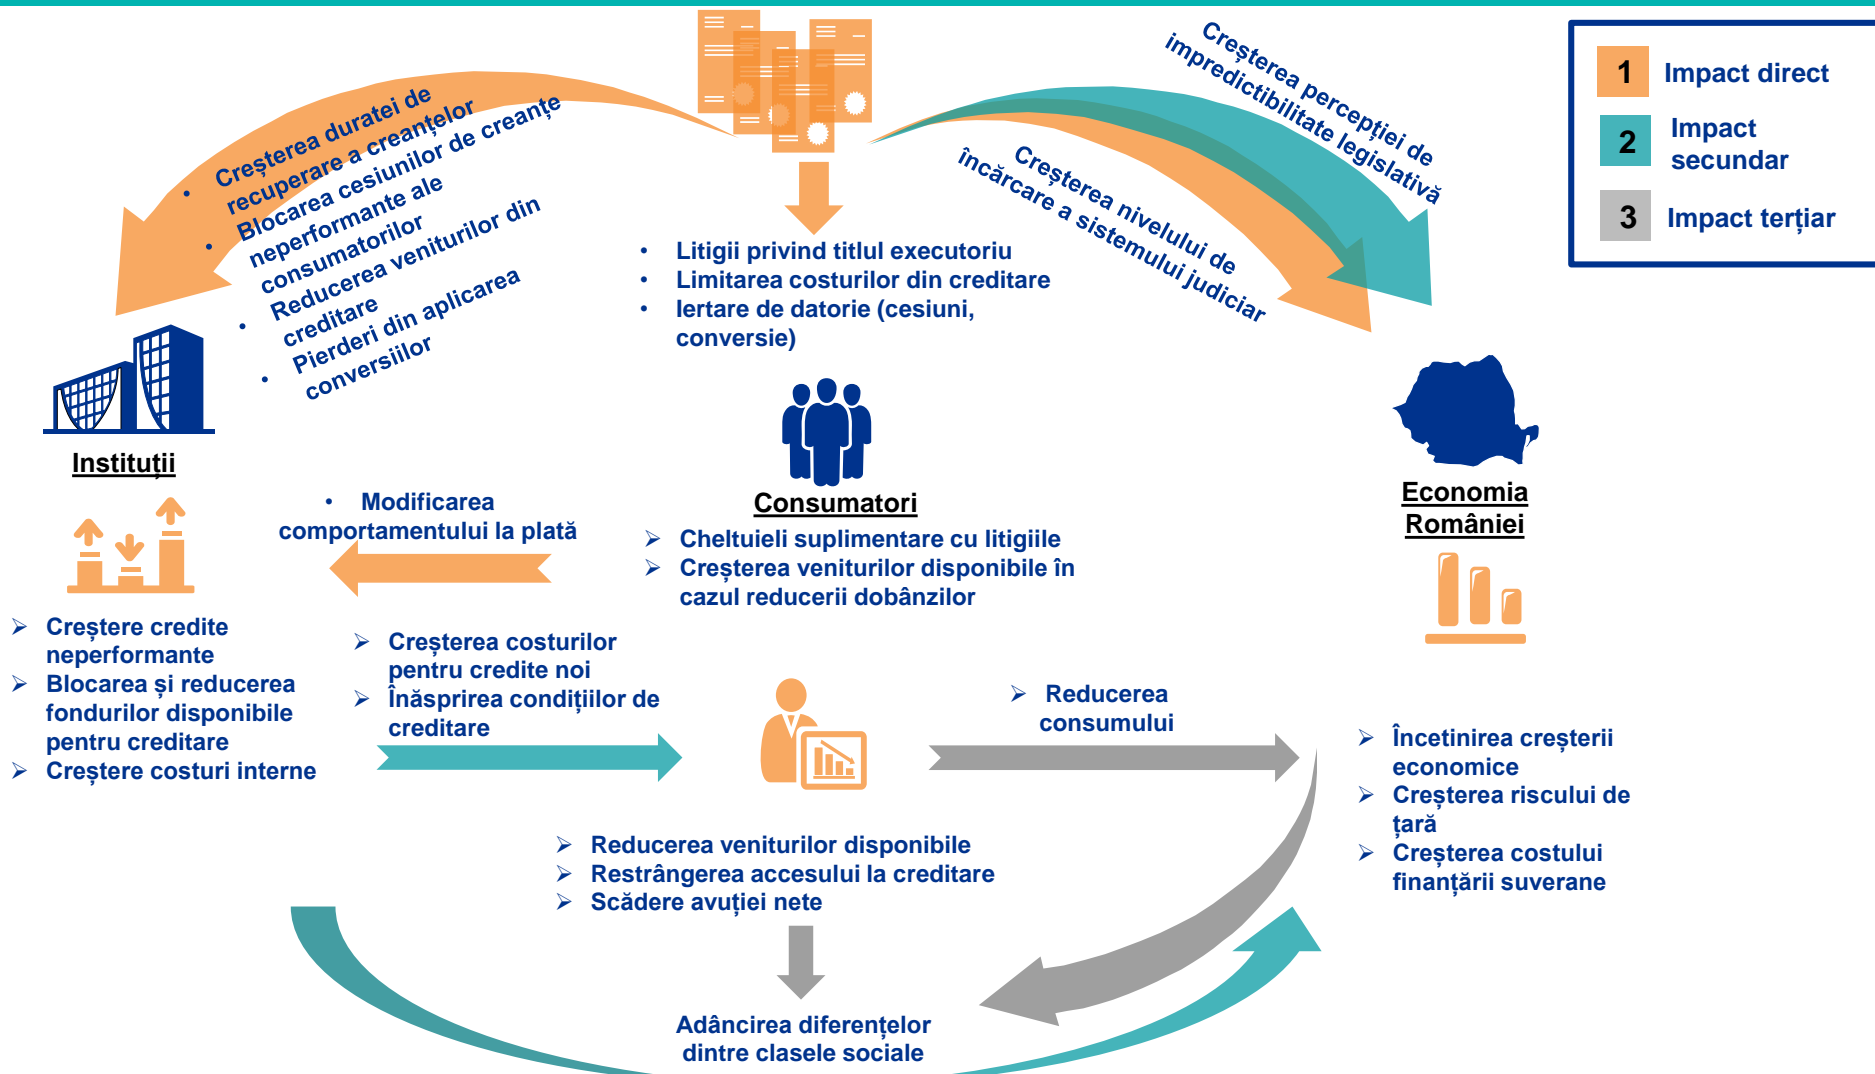 Creșterea duratei de
recuperare a creanțelor
Blocarea cesiunilor de creanțe
neperformante ale
consumatorilor
Reducerea veniturilor din
creditare
Pierderi din aplicarea
conversiilor
Litigii privind titlul executoriu
Limitarea costurilor din creditare
Iertare de datorie (cesiuni,
conversie)
Creșterea percepției de
impredictibilitate legislativă
Creșterea nivelului de
încărcare a sistemului judiciar
1 Impact direct
2 Impact
secundar
3 Impact terțiar
Instituții
Consumatori
Economia
României
Modificarea
comportamentului la plată
Cheltuieli suplimentare cu litigiile
Creșterea veniturilor disponibile în
cazul reducerii dobânzilor
Creștere credite
neperformante
Blocarea și reducerea
fondurilor disponibile
pentru creditare
Creștere costuri interne
Creșterea costurilor
pentru credite noi
Înăsprirea condițiilor de
creditare
Reducerea
consumului
Încetinirea creșterii
economice
Creșterea riscului de
țară
Creșterea costului
finanțării suverane
Reducerea veniturilor disponibile
Restrângerea accesului la creditare
Scădere avuției nete
Adâncirea diferențelor
dintre clasele sociale